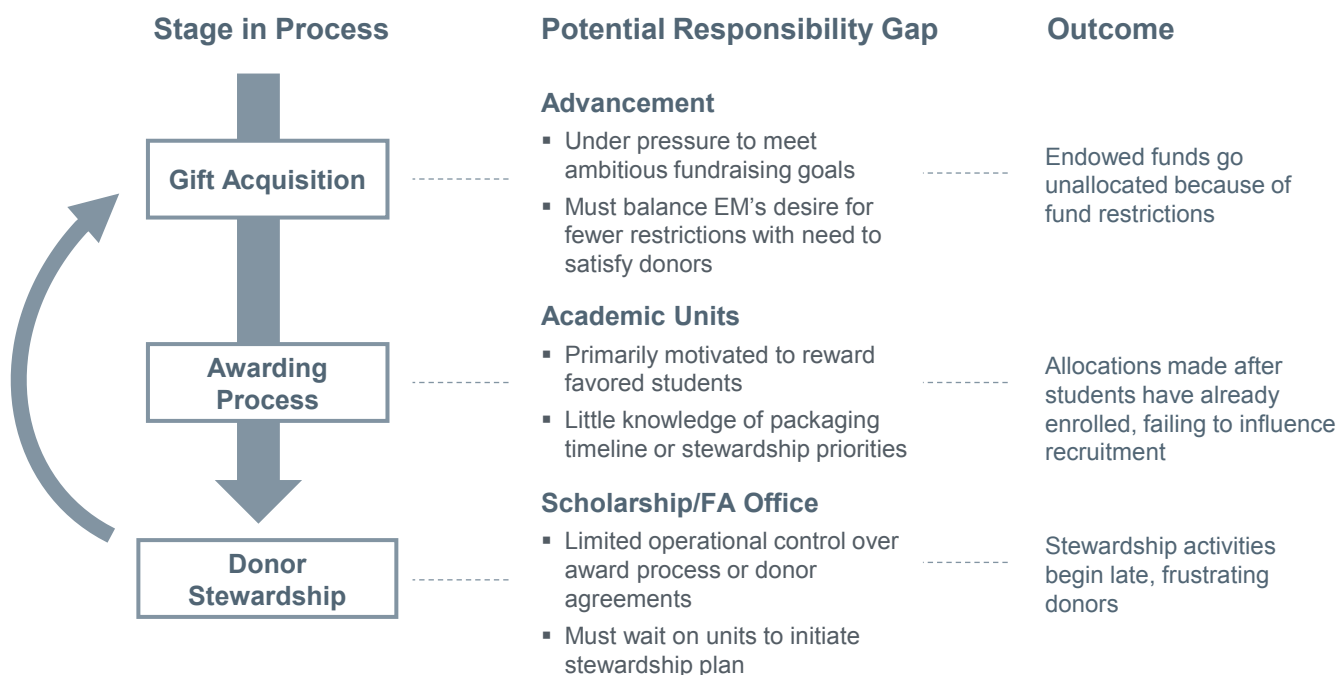 Stage in Process
Potential Responsibility Gap
Outcome
Gift Acquisition
Advancement
▪ Under pressure to meet
ambitious fundraising goals
▪ Must balance EM's desire for
fewer restrictions with need to
satisfy donors
Endowed funds go
unallocated because of
fund restrictions
Awarding
Process
Academic Units
▪ Primarily motivated to reward
favored students
▪ Little knowledge of packaging
timeline or stewardship priorities
Allocations made after
students have already
enrolled, failing to influence
recruitment
Donor
Stewardship
Scholarship/FA Office
▪ Limited operational control over
award process or donor
agreements
▪ Must wait on units to initiate
stewardship plan
Stewardship activities
begin late, frustrating
donors